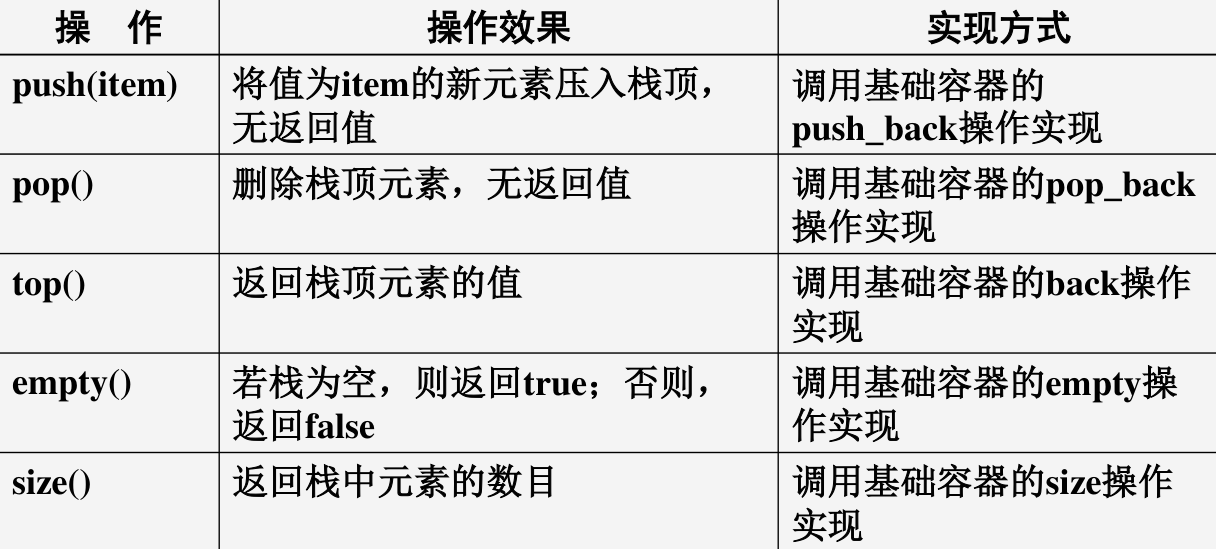 操 作 操作效果 实现方式
push(item) 将值为item的新元素压入栈顶， 调用基础容器的
无返回值 push_back操作实现
pop() 删除栈顶元素，无返回值 调用基础容器的pop_back
操作实现
top() 返回栈顶元素的值 调用基础容器的back操作
实现
empty() 若栈为空，则返回true；否则， 调用基础容器的empty操
返回false 作实现
size() 返回栈中元素的数目 调用基础容器的size操作
实现